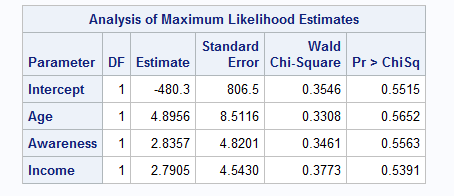 Analysis of Maximum Likelihood Estimates
Parameter DF Estimate Standard Error Wald Chi-Square Pr > ChiSq
Intercept 1 -480.3 806.5 0.3546 0.5515
Age 1 4.8956 8.5116 0.3308 0.5652
Awareness 1 2.8357 4.8201 0.3461 0.5563
Income 1 2.7905 4.5430 0.3773 0.5391